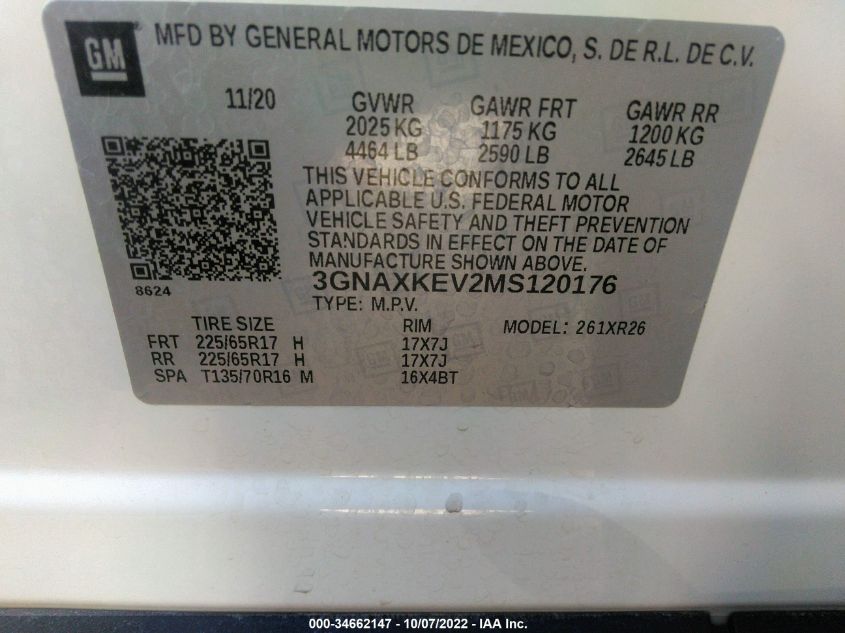 GM
MFD BY GENERAL MOTORS DE MEXICO, S. DE R.L. DE C.V.
11/20 GVWR GAWR FRT GAWR RR
2025 KG 1175 KG 1200 KG
4464 LB 2590 LB 2645 LB
THIS VEHICLE CONFORMS TO ALL
APPLICABLE U.S. FEDERAL MOTOR
VEHICLE SAFETY AND THEFT PREVENTION
STANDARDS IN EFFECT ON THE DATE OF
MANUFACTURE SHOWN ABOVE.
8624
3GNAXKEV2MS120176
TYPE: M.P.V.
TIRE SIZE RIM MODEL: 261XR26
FRT 225/65R17 H 17X7J
RR 225/65R17 H 17X7J
SPA T135/70R16 M 16X4BT
000-34662147 - 10/07/2022 - IAA Inc.